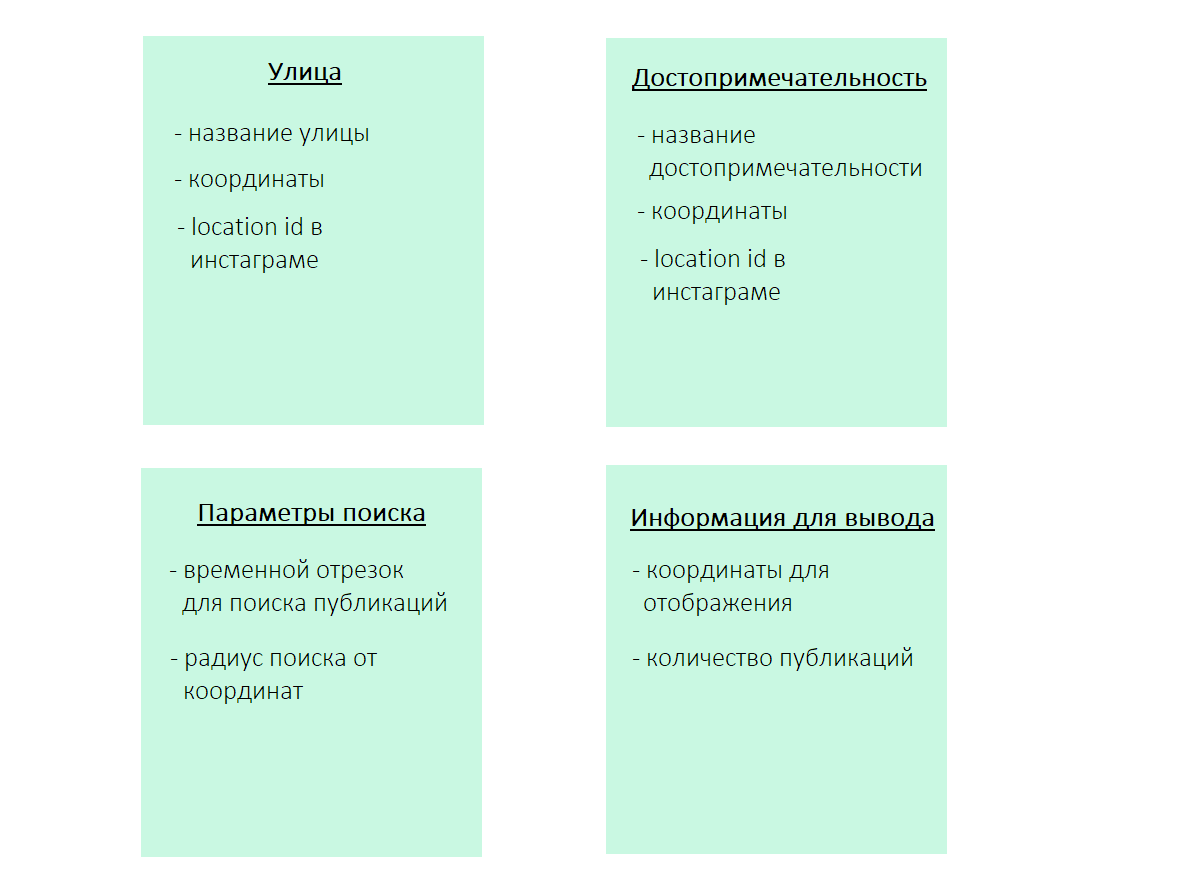 Улица
- название улицы
- координаты
- location id в
инстаграме
Достопримечательность
- название
достопримечательности
- координаты
- location id в
инстаграме
Параметры поиска
- временной отрезок
для поиска публикаций
- радиус поиска от
координат
Информация для вывода
- координаты для
отображения
- количество публикаций